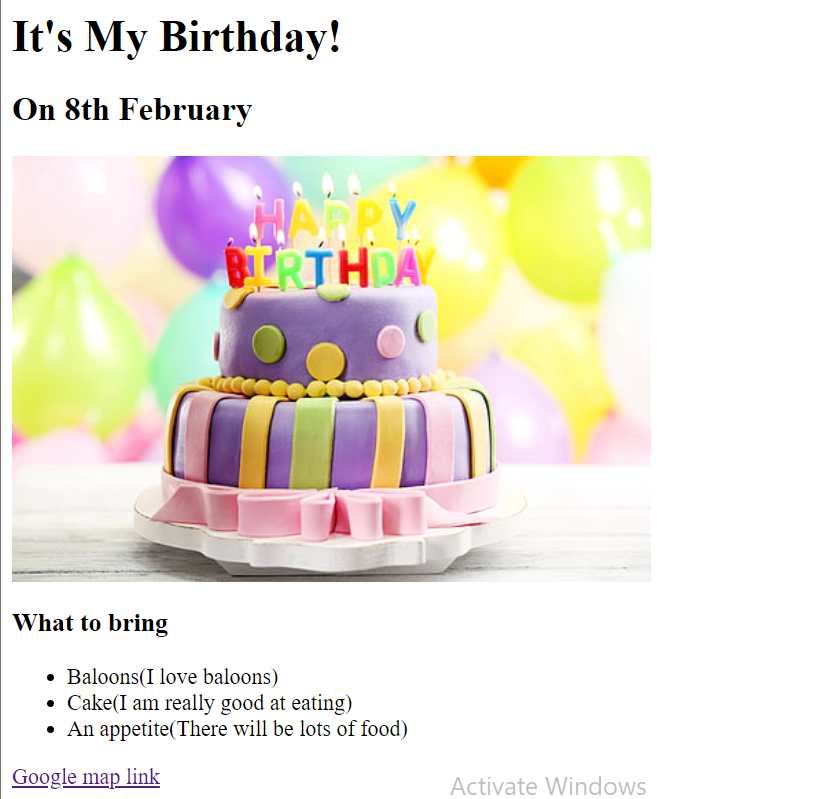 It's My Birthday!
On 8th February
HAPPY
BIRTHDAY
What to bring
Baloons(I love baloons)
Cake(I am really good at eating)
An appetite(There will be lots of food)
Google map link
Activate Windows